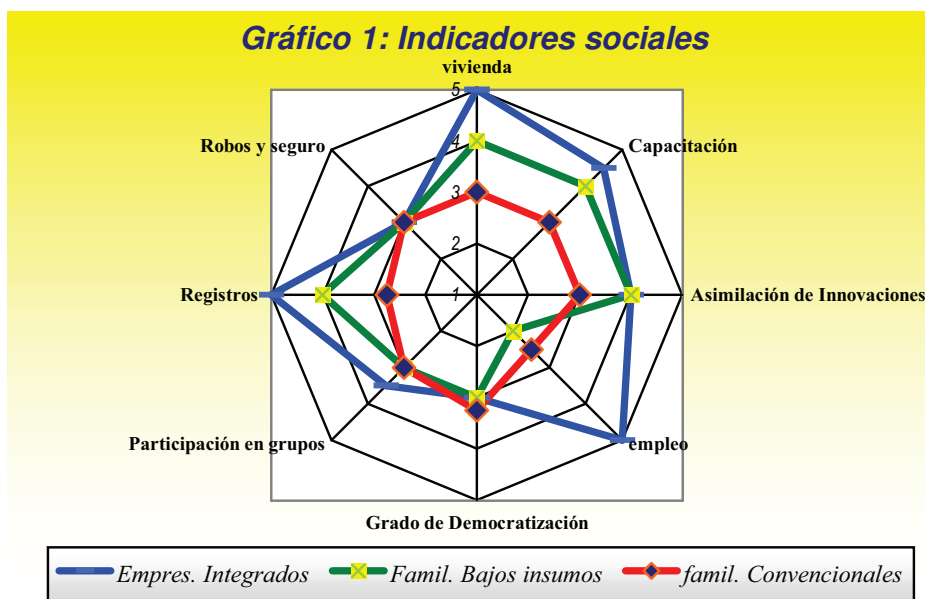 Gráfico 1: Indicadores sociales
vivienda
5
Robos y seguro
Capacitación
4
3
2
Registros
1
Asimilación de Innovaciones
Participación en grupos
empleo
Grado de Democratización
Empres. Integrados
Famil. Bajos insumos
famil. Convencionales